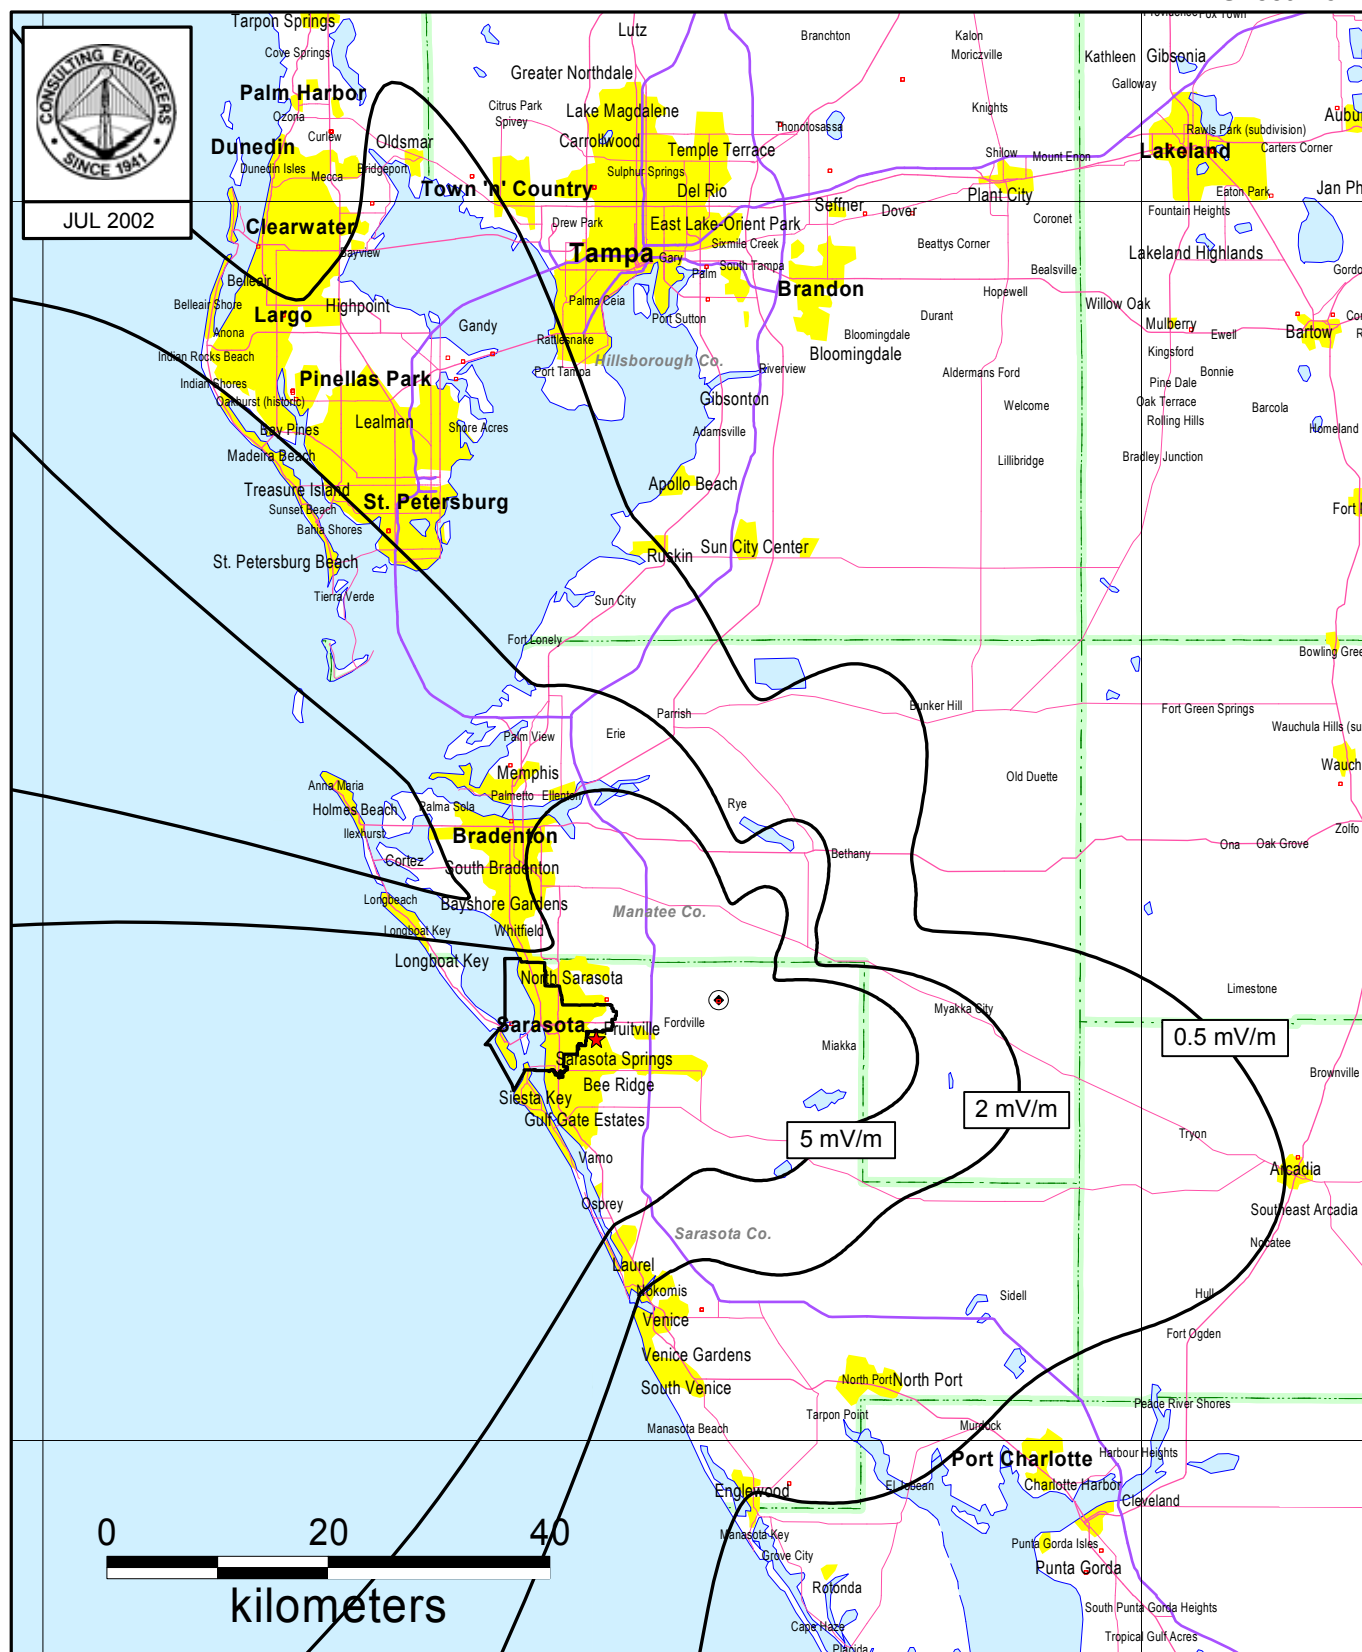 CONSULTING ENGINEERS
• SINCE 1941 •
JUL 2002
Tarpon Springs
Cove Springs
Lutz
Branchton
Kalon
Moriczville
Kathleen
Gibsonia
Galloway
Greater Northdale
Palm Harbor
Ozona
Curlew
Citrus Park
Spivey
Lake Magdalene
Carrollwood
Knights
Thonotosassa
Rawls Park (subdivision)
Carters Corner
Dunedin
Dunedin Isles
Mecca
Oldsmar
Bridgeport
Temple Terrace
Sulphur Springs
Del Rio
Shilow
Mount Enon
Lakeland
Eaton Park
Town 'n' Country
Plant City
Seffner
Dover
Coronet
Fountain Heights
Clearwater
Bayview
Drew Park
East Lake-Orient Park
Sixmile Creek
Beattys Corner
Lakeland Highlands
Tampa
Gary
Palm
South Tampa
Bealsville
Belleair
Belleair Shore
Largo
Highpoint
Palma Ceia
Brandon
Hopewell
Willow Oak
Port Sutton
Durant
Mulberry
Ewell
Bartow
Anona
Gandy
Rattlesnake
Bloomingdale
Bloomingdale
Kingsford
Indian Rocks Beach
Hillsborough Co.
Riverview
Port Tampa
Aldermans Ford
Bonnie
Pine Dale
Indian Shores
Pinellas Park
Oakhurst (historic)
Gibsonton
Welcome
Oak Terrace
Barcola
Rolling Hills
Homeland
Lealman
Bay Pines
Shore Acres
Adamsville
Madeira Beach
Lillibridge
Bradley Junction
Treasure Island
Sunset Beach
St. Petersburg
Apollo Beach
Bahia Shores
Ruskin
Sun City Center
St. Petersburg Beach
Tierra Verde
Sun City
Fort Lonely
Parrish
Bunker Hill
Fort Green Springs
Palm View
Erie
Wauchula Hills (su
Memphis
Old Duette
Wauch
Anna Maria
Palmetto
Ellenton
Holmes Beach
Palma Sola
Rye
Ilexhurst
Bradenton
Zolfo
Ona
Oak Grove
Bethany
Cortez
South Bradenton
Longbeach
Bayshore Gardens
Manatee Co.
Longboat Key
Whitfield
Longboat Key
North Sarasota
Limestone
Myakka City
Sarasota
Fruitville
Fordville
0.5 mV/m
Miakka
Sarasota Springs
Brownville
Bee Ridge
Siesta Key
2 mV/m
Gulf Gate Estates
5 mV/m
Tryon
Vamo
Arcadia
Osprey
Southeast Arcadia
Sarasota Co.
Nocatee
Laurel
Nokomis
Sidell
Hull
Venice
Fort Ogden
Venice Gardens
South Venice
North Port
North Port
Tarpon Point
Peace River Shores
Manasota Beach
Murdock
Port Charlotte
Harbour Heights
El Jobean
Charlotte Harbor
Englewood
Cleveland
Manasota Key
Punta Gorda Isles
Grove City
Punta Gorda
Rotonda
South Punta Gorda Heights
Cape Haze
Tropical Gulf Acres
Placida
0 20 40
kilometers